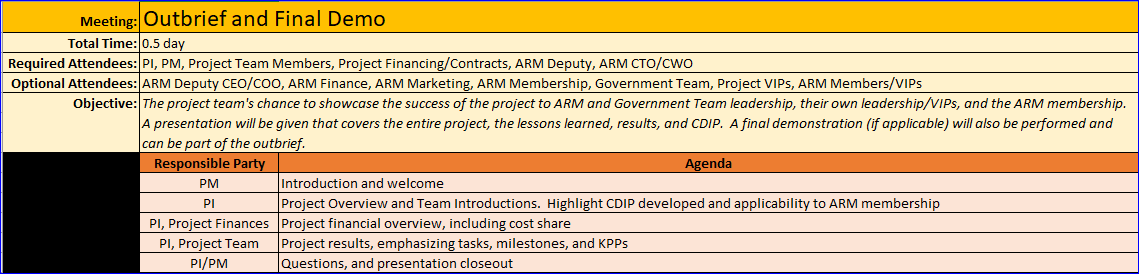 Meeting: Outbrief and Final Demo
Total Time: 0.5 day
Required Attendees: PI, PM, Project Team Members, Project Financing/Contracts, ARM Deputy, ARM CTO/CWO
Optional Attendees: ARM Deputy CEO/COO, ARM Finance, ARM Marketing, ARM Membership, Government Team, Project VIPs, ARM Members/VIPs
Objective: The project team's chance to showcase the success of the project to ARM and Government Team leadership, their own leadership/VIPs, and the ARM membership.
A presentation will be given that covers the entire project, the lessons learned, results, and CDIP. A final demonstration (if applicable) will also be performed and
can be part of the outbrief.
Responsible Party Agenda
PM Introduction and welcome
PI Project Overview and Team Introductions. Highlight CDIP developed and applicability to ARM membership
PI, Project Finances Project financial overview, including cost share
PI, Project Team Project results, emphasizing tasks, milestones, and KPPs
PI/PM Questions, and presentation closeout